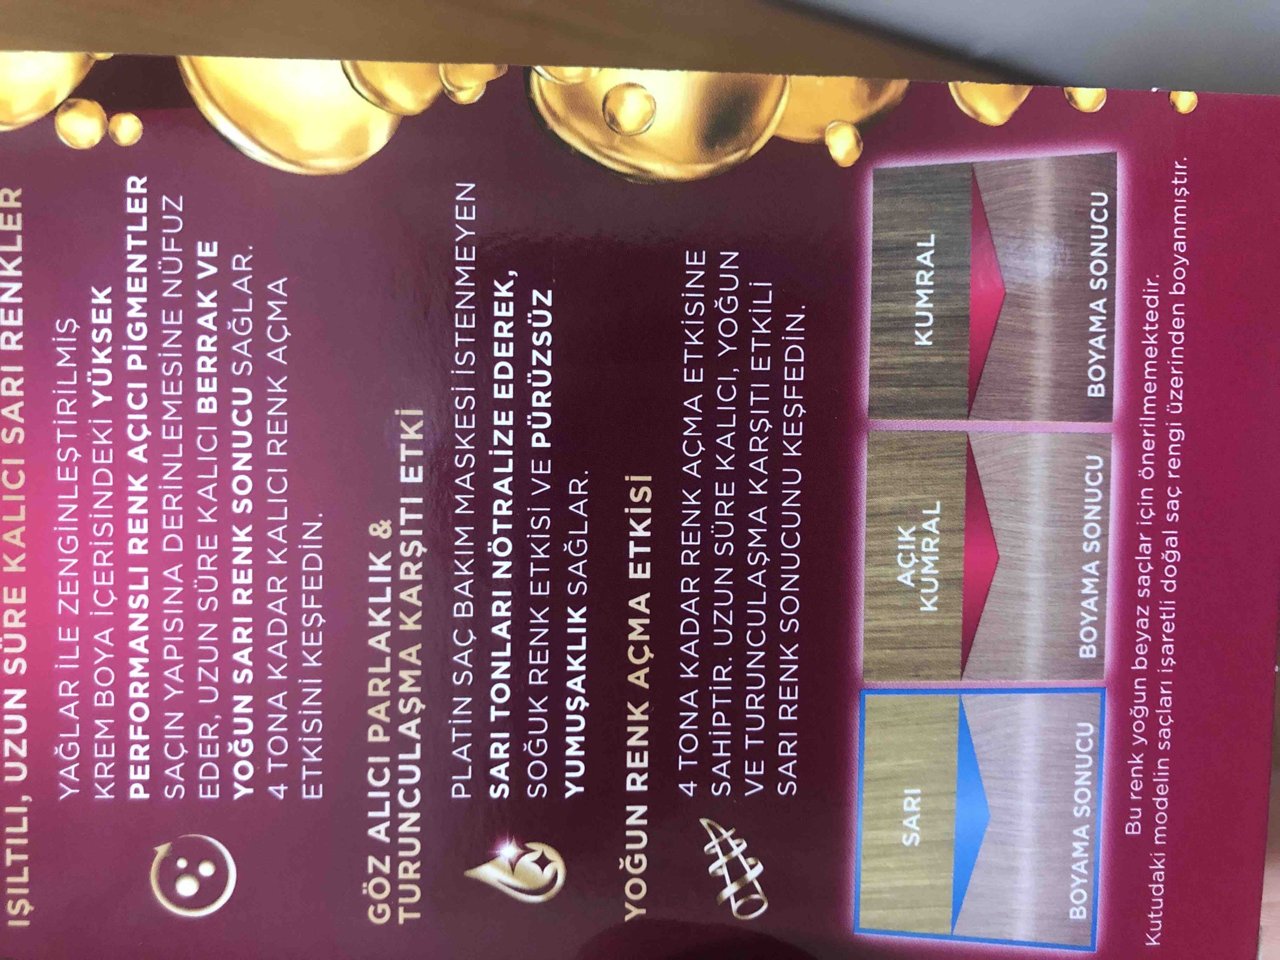 IŞILTILI, UZUN SÜRE KALICI SARI RENKLER
YAĞLAR İLE ZENGİNLEŞTİRİLMİŞ
KREM BOYA İÇERİSİNDEKİ YÜKSEK
PERFORMANSLI RENK AÇICI PİGMENTLER
SAÇIN YAPISINA DERİNLEMESİNE NÜFUZ
EDER, UZUN SÜRE KALICI BERRAK VE
YOĞUN SARI RENK SONUCU SAĞLAR.
4 TONA KADAR KALICI RENK AÇMA
ETKİSİNİ KEŞFEDİN.
GÖZ ALICI PARLAKLIK &
TURUNCULAŞMA KARŞITI ETKİ
PLATİN SAÇ BAKIM MASKESİ İSTENMEYEN
SARI TONLARI NÖTRALİZE EDEREK,
SOĞUK RENK ETKİSİ VE PÜRÜZSÜZ
YUMUŞAKLIK SAĞLAR.
YOĞUN RENK AÇMA ETKİSİ
4 TONA KADAR RENK AÇMA ETKİSİNE
SAHİPTİR. UZUN SÜRE KALICI, YOĞUN
VE TURUNCULAŞMA KARŞITI ETKİLİ
SARI RENK SONUCUNU KEŞFEDİN.
SARI
BOYAMA SONUCU
AÇIK
KUMRAL
BOYAMA SONUCU
KUMRAL
BOYAMA SONUCU
Bu renk yoğun beyaz saçlar için önerilmemektedir.
Kutudaki modelin saçları işaretli doğal saç rengi üzerinden boyanmıştır.